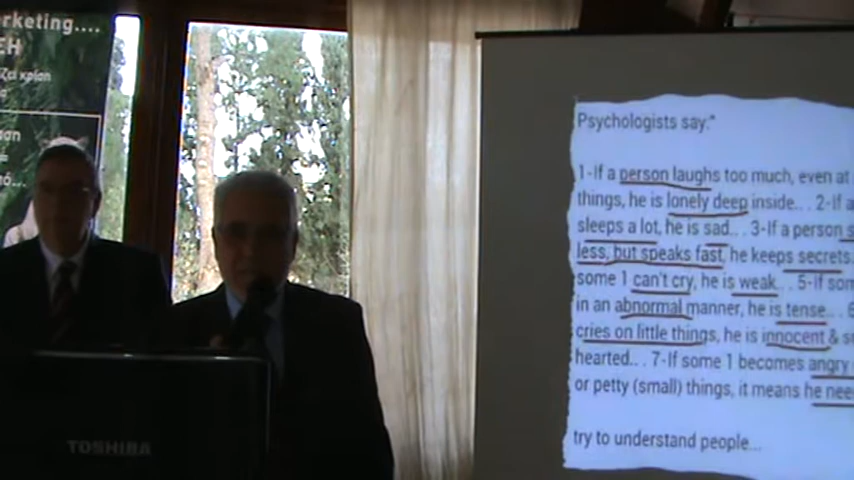 rketing....
ΞΗ
ζει κρίση
Psychologists say:"
1-If a person laughs too much, even at
things, he is lonely deep inside... 2-If a
sleeps a lot, he is sad... 3-If a person s
less, but speaks fast, he keeps secrets
some 1 can't cry, he is weak... 5-If som
in an abnormal manner, he is tense... 6
cries on little things, he is innocent & s
hearted... 7-If some 1 becomes angry
or petty (small) things, it means he nee
try to understand people...
TOSHIBA